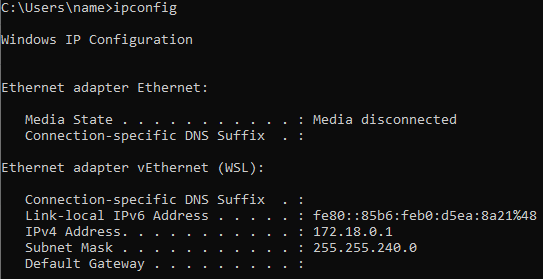 C:\Users\name>ipconfig
Windows IP Configuration
Ethernet adapter Ethernet:
Media State . . . . . . . . . . . : Media disconnected
Connection-specific DNS Suffix  . :
Ethernet adapter vEthernet (WSL):
Connection-specific DNS Suffix  . :
Link-local IPv6 Address . . . . . : fe80::85b6:feb0:d5ea:8a21%48
IPv4 Address. . . . . . . . . . . : 172.18.0.1
Subnet Mask . . . . . . . . . . . : 255.255.240.0
Default Gateway . . . . . . . . . :